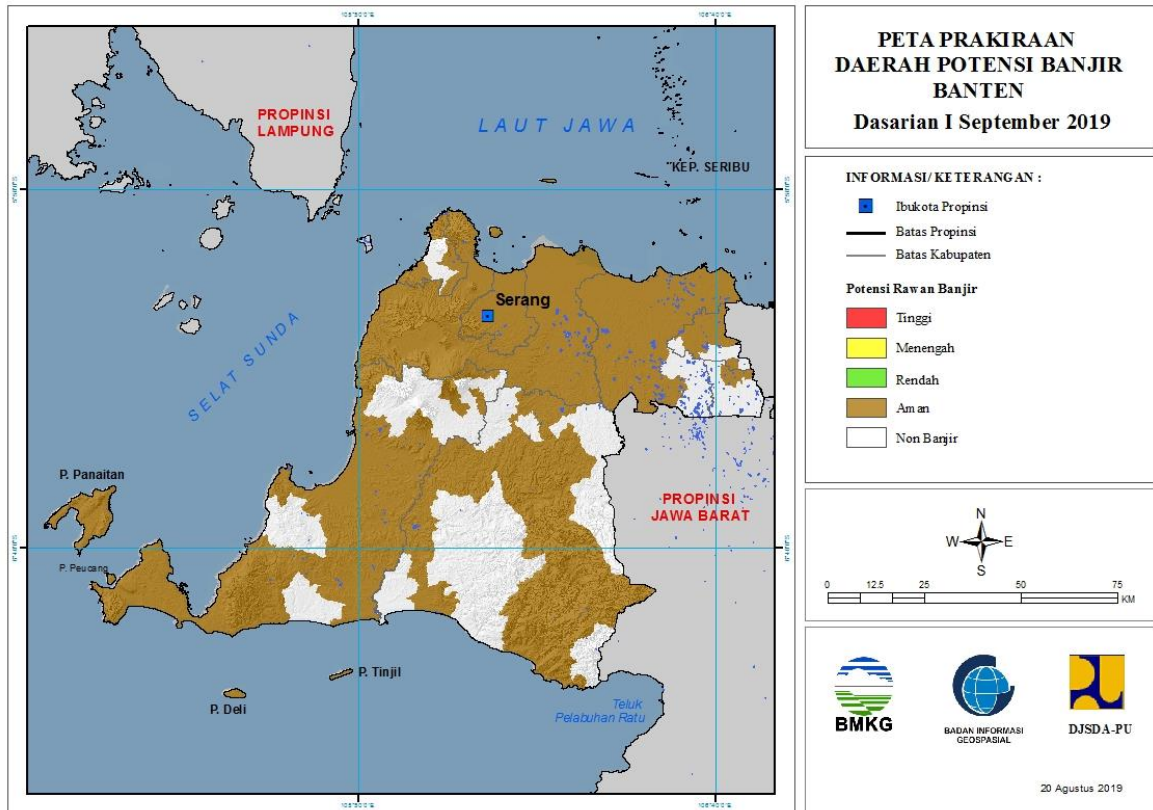 PROPINSI
LAMPUNG
LAUT JAWA
KEP. SERIBU
Serang
SELAT SUNDA
P. Panaitan
P. Peucang
PROPINSI
JAWA BARAT
P. Tinjil
P. Deli
Teluk
Pelabuhan Ratu
PETA PRAKIRAAN
DAERAH POTENSI BANJIR
BANTEN
Dasarian I September 2019
INFORMASI/ KETERANGAN :
Ibukota Propinsi
Batas Propinsi
Batas Kabupaten
Potensi Rawan Banjir
Tinggi
Menengah
Rendah
Aman
Non Banjir
N
W E
S
0 12.5 25 50 75
KM
BMKG
BADAN INFORMASI
GEOSPASIAL
DJSDA-PU
20 Agustus 2019